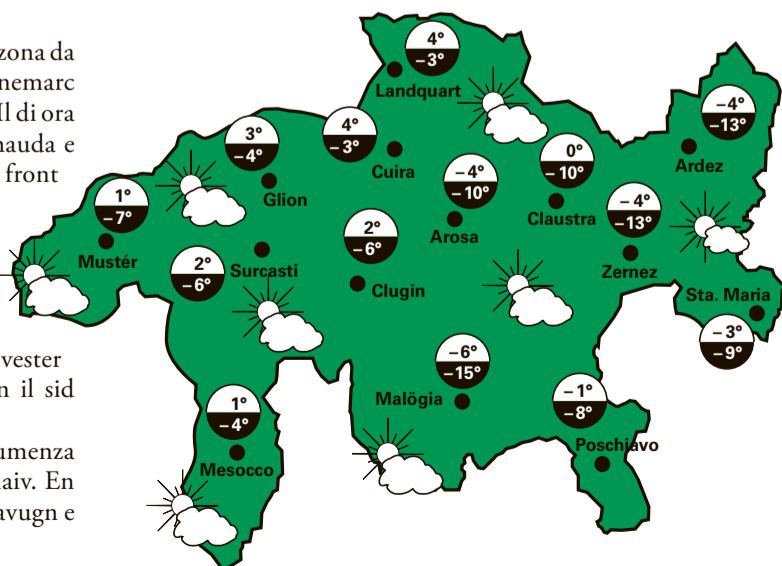 zona da
nemarc
Il di ora
nauda e
front
vester
n il sid
umenza
aiv. En
avugn e
4°
–3°
Landquart
–4°
–13°
Ardez
3°
–4°
Glion
4°
–3°
Cuira
0°
–10°
Claustra
–4°
–10°
Arosa
1°
–7°
Mustér
–4°
–13°
Zernez
2°
–6°
Surcasti
2°
–6°
Clugin
Sta. Maria
–3°
–9°
–6°
–15°
Malögia
–1°
–8°
Poschiavo
1°
–4°
Mesocco